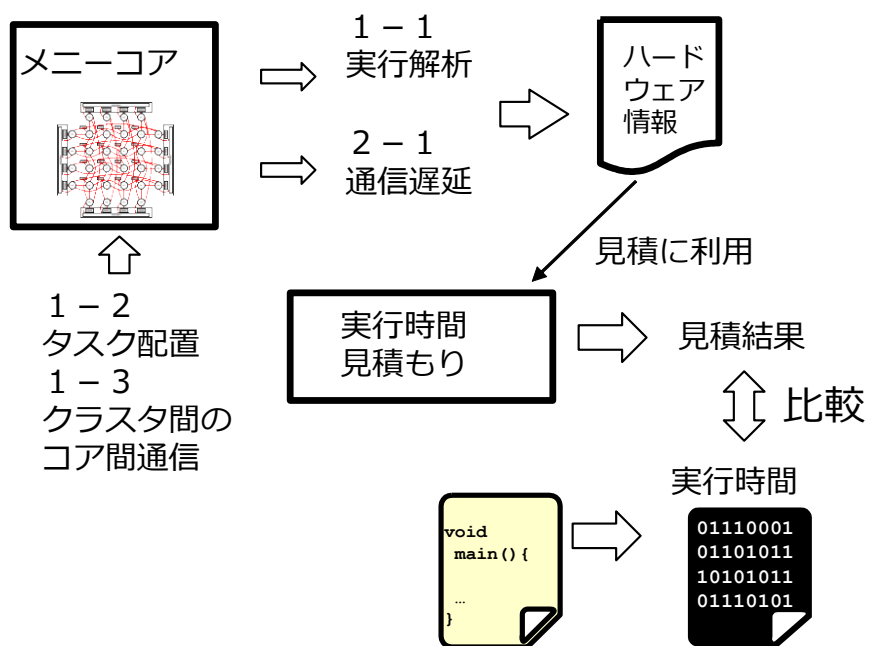 メニーコア
１－１
実行解析
２－１
通信遅延
ハード
ウェア
情報
１－２
タスク配置
１－３
クラスタ間の
コア間通信
見積に利用
実行時間
見積もり
見積結果
比較
実行時間
void
main(){
…
}
01110001
01101011
10101011
01110101